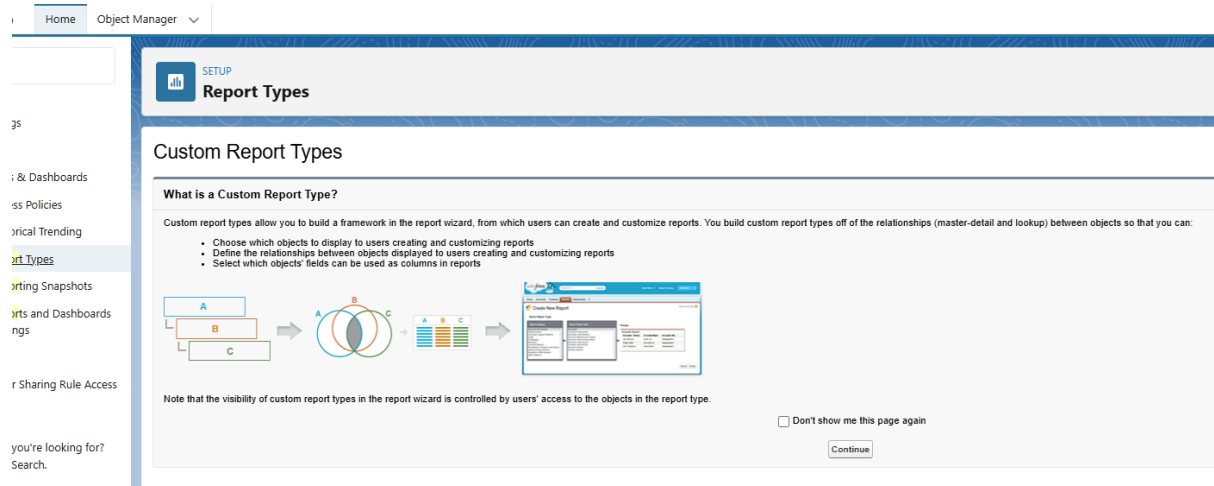 Home
Object Manager
SETUP
Report Types
gs
& Dashboards
ess Policies
orical Trending
ort Types
orting Snapshots
orts and Dashboards
ngs
r Sharing Rule Access
you're looking for?
Search.
Custom Report Types
What is a Custom Report Type?
Custom report types allow you to build a framework in the report wizard, from which users can create and customize reports. You build custom report types off of the relationships (master-detail and lookup) between objects so that you can:
• Choose which objects to display to users creating and customizing reports
• Define the relationships between objects displayed to users creating and customizing reports
• Select which objects' fields can be used as columns in reports
A
B
C
B
A
C
A B C
Create New Report
Note that the visibility of custom report types in the report wizard is controlled by users' access to the objects in the report type.
Don't show me this page again
Continue